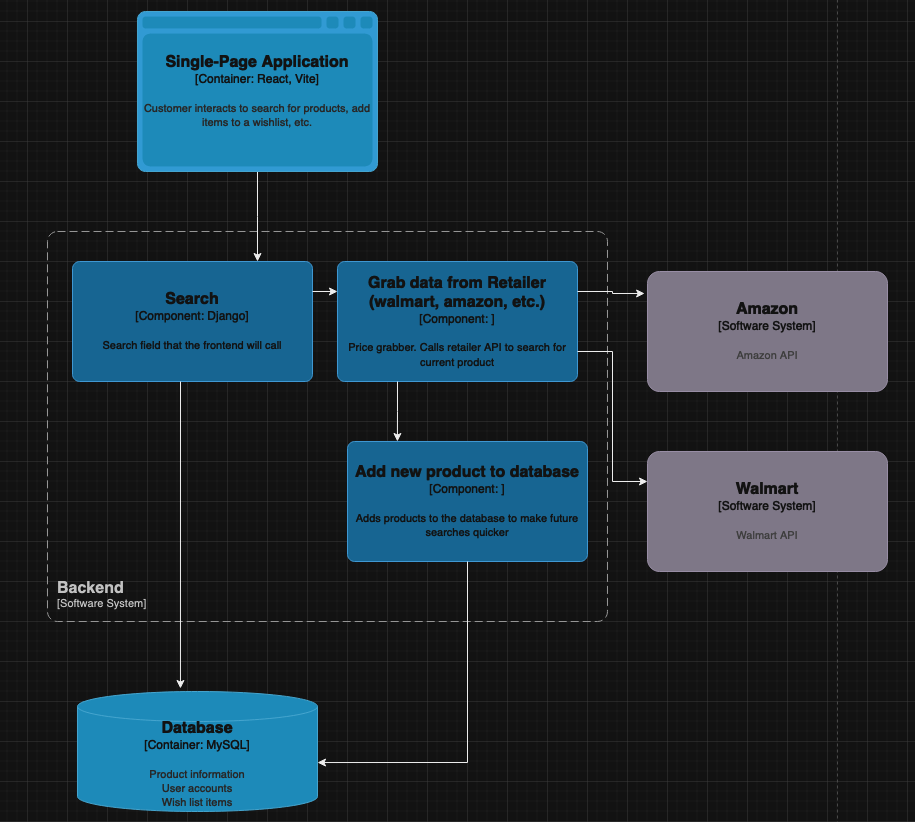 Single-Page Application
[Container: React, Vite]
Customer interacts to search for products, add
items to a wishlist, etc.
Search
[Component: Django]
Search field that the frontend will call
Grab data from Retailer
(walmart, amazon, etc.)
[Component: ]
Price grabber. Calls retailer API to search for
current product
Amazon
[Software System]
Amazon API
Add new product to database
[Component: ]
Adds products to the database to make future
searches quicker
Walmart
[Software System]
Walmart API
Backend
[Software System]
Database
[Container: MySQL]
Product information
User accounts
Wish list items